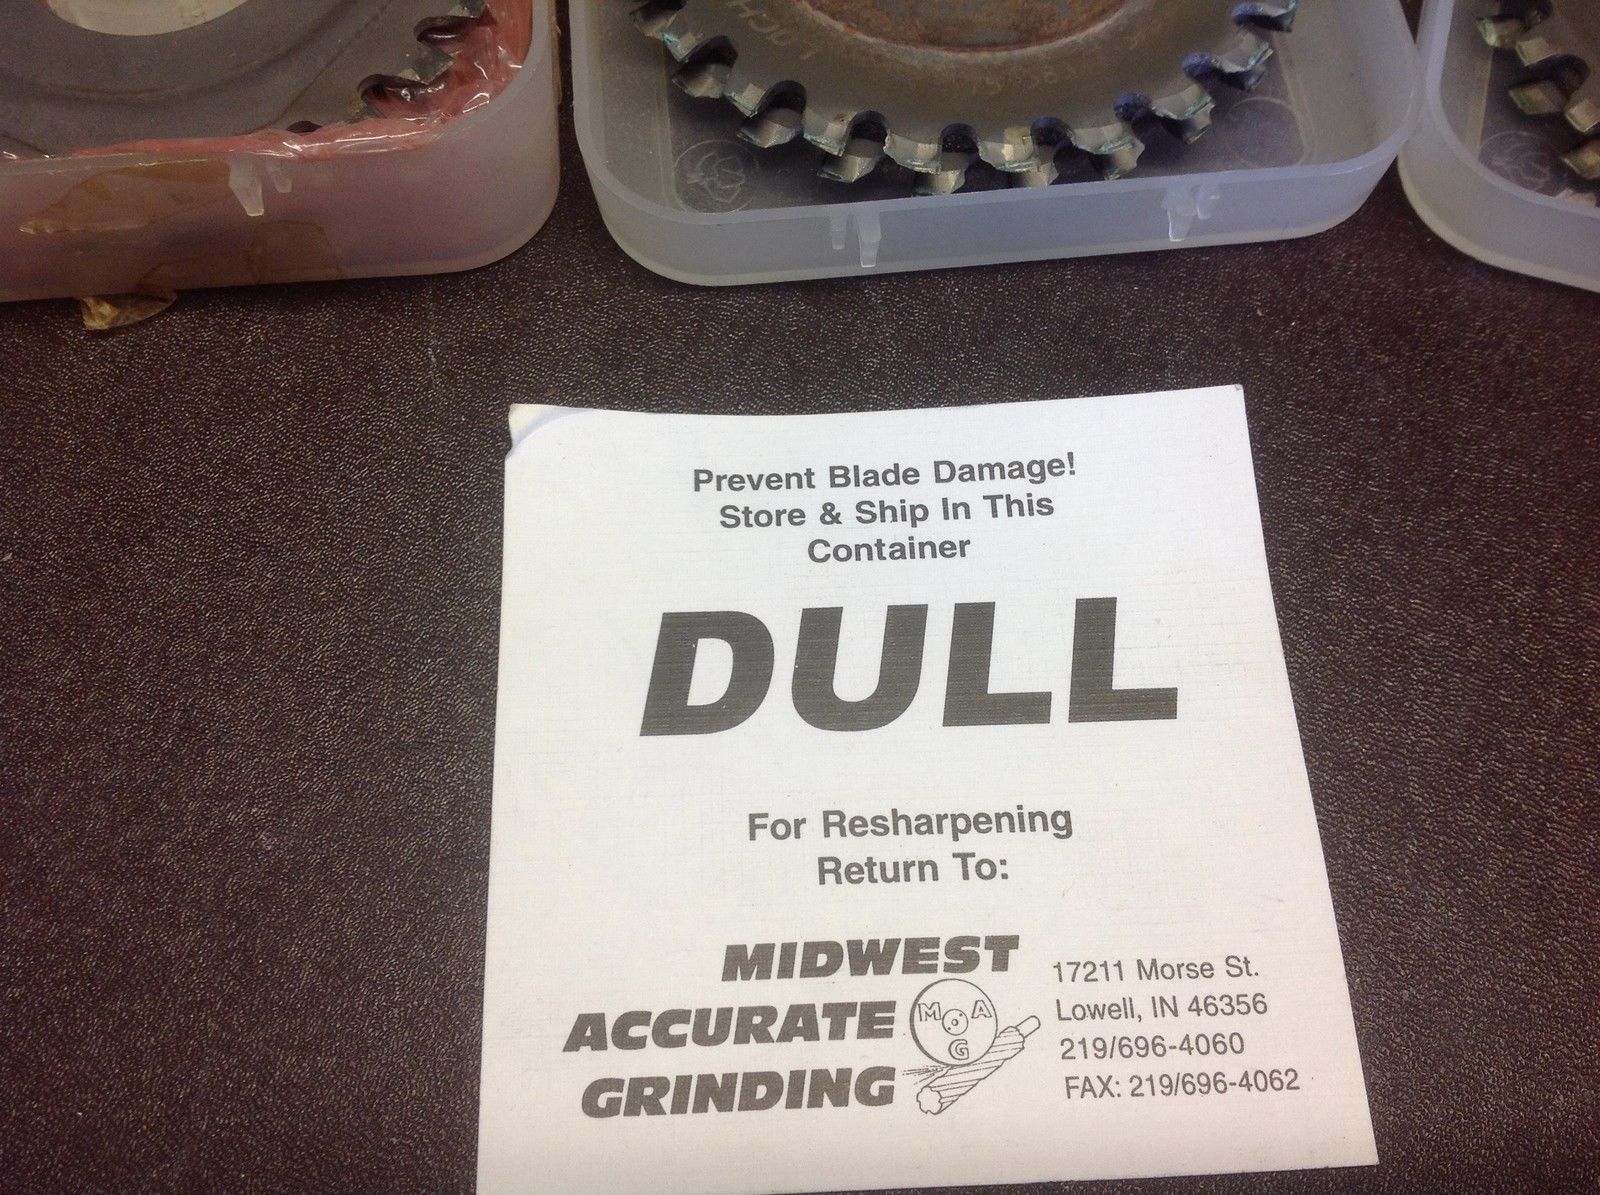 Prevent Blade Damage!
Store & Ship In This
Container
DULL
For Resharpening
Return To:
MIDWEST
ACCURATE
GRINDING
M A
G
17211 Morse St.
Lowell, IN 46356
219/696-4060
FAX: 219/696-4062